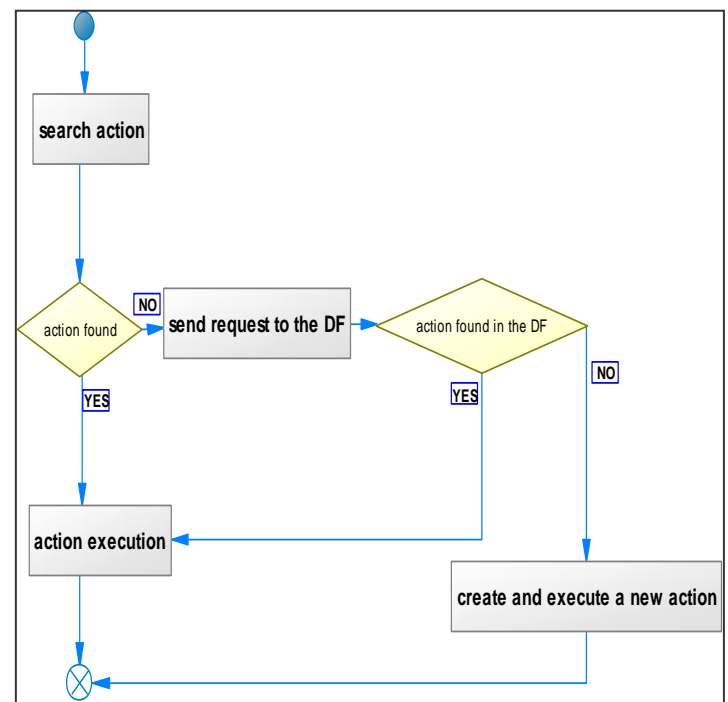 search action
action found
NO
send request to the DF
action found in the DF
NO
YES
YES
action execution
create and execute a new action